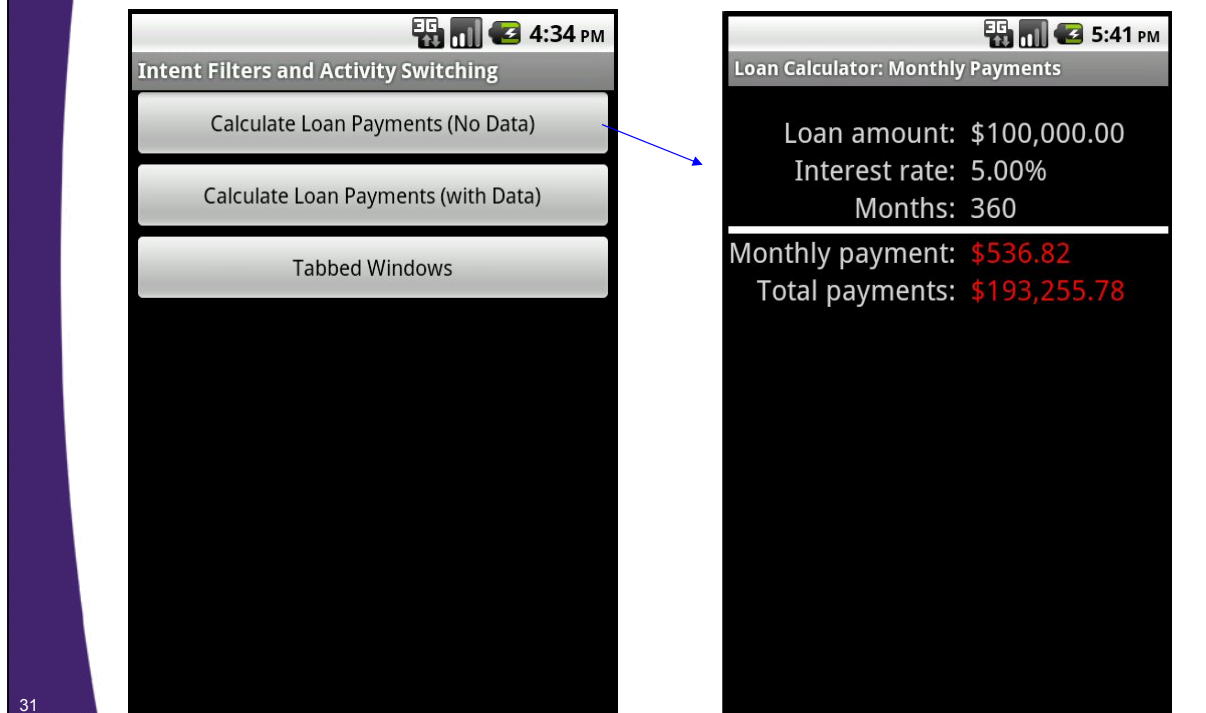 3G 4:34 PM
Intent Filters and Activity Switching
Calculate Loan Payments (No Data)
Calculate Loan Payments (with Data)
Tabbed Windows
3G 5:41 PM
Loan Calculator: Monthly Payments
Loan amount: $100,000.00
Interest rate: 5.00%
Months: 360
Monthly payment: $536.82
Total payments: $193,255.78
31